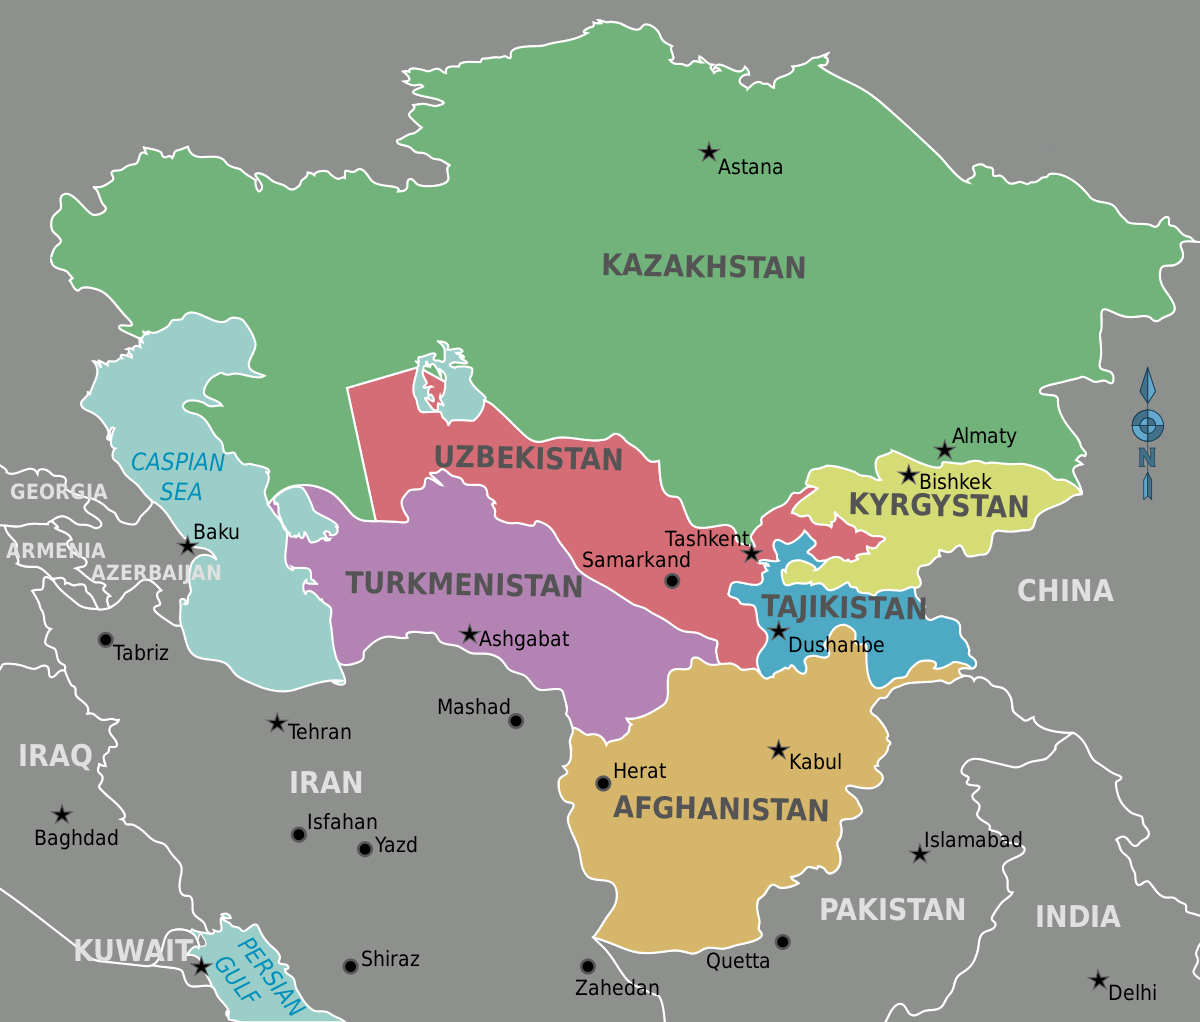 Astana
KAZAKHSTAN
Almaty
CASPIAN
SEA
UZBEKISTAN
N
Bishkek
GEORGIA
KYRGYSTAN
Baku
Tashkent
ARMENIA
Samarkand
AZERBAIJAN
TURKMENISTAN
CHINA
TAJIKISTAN
Tabriz
Ashgabat
Dushanbe
Mashad
Tehran
IRAQ
IRAN
Herat
Kabul
AFGHANISTAN
Baghdad
Isfahan
Yazd
Islamabad
PAKISTAN
INDIA
KUWAIT
PERSIAN
GULF
Shiraz
Quetta
Zahedan
Delhi